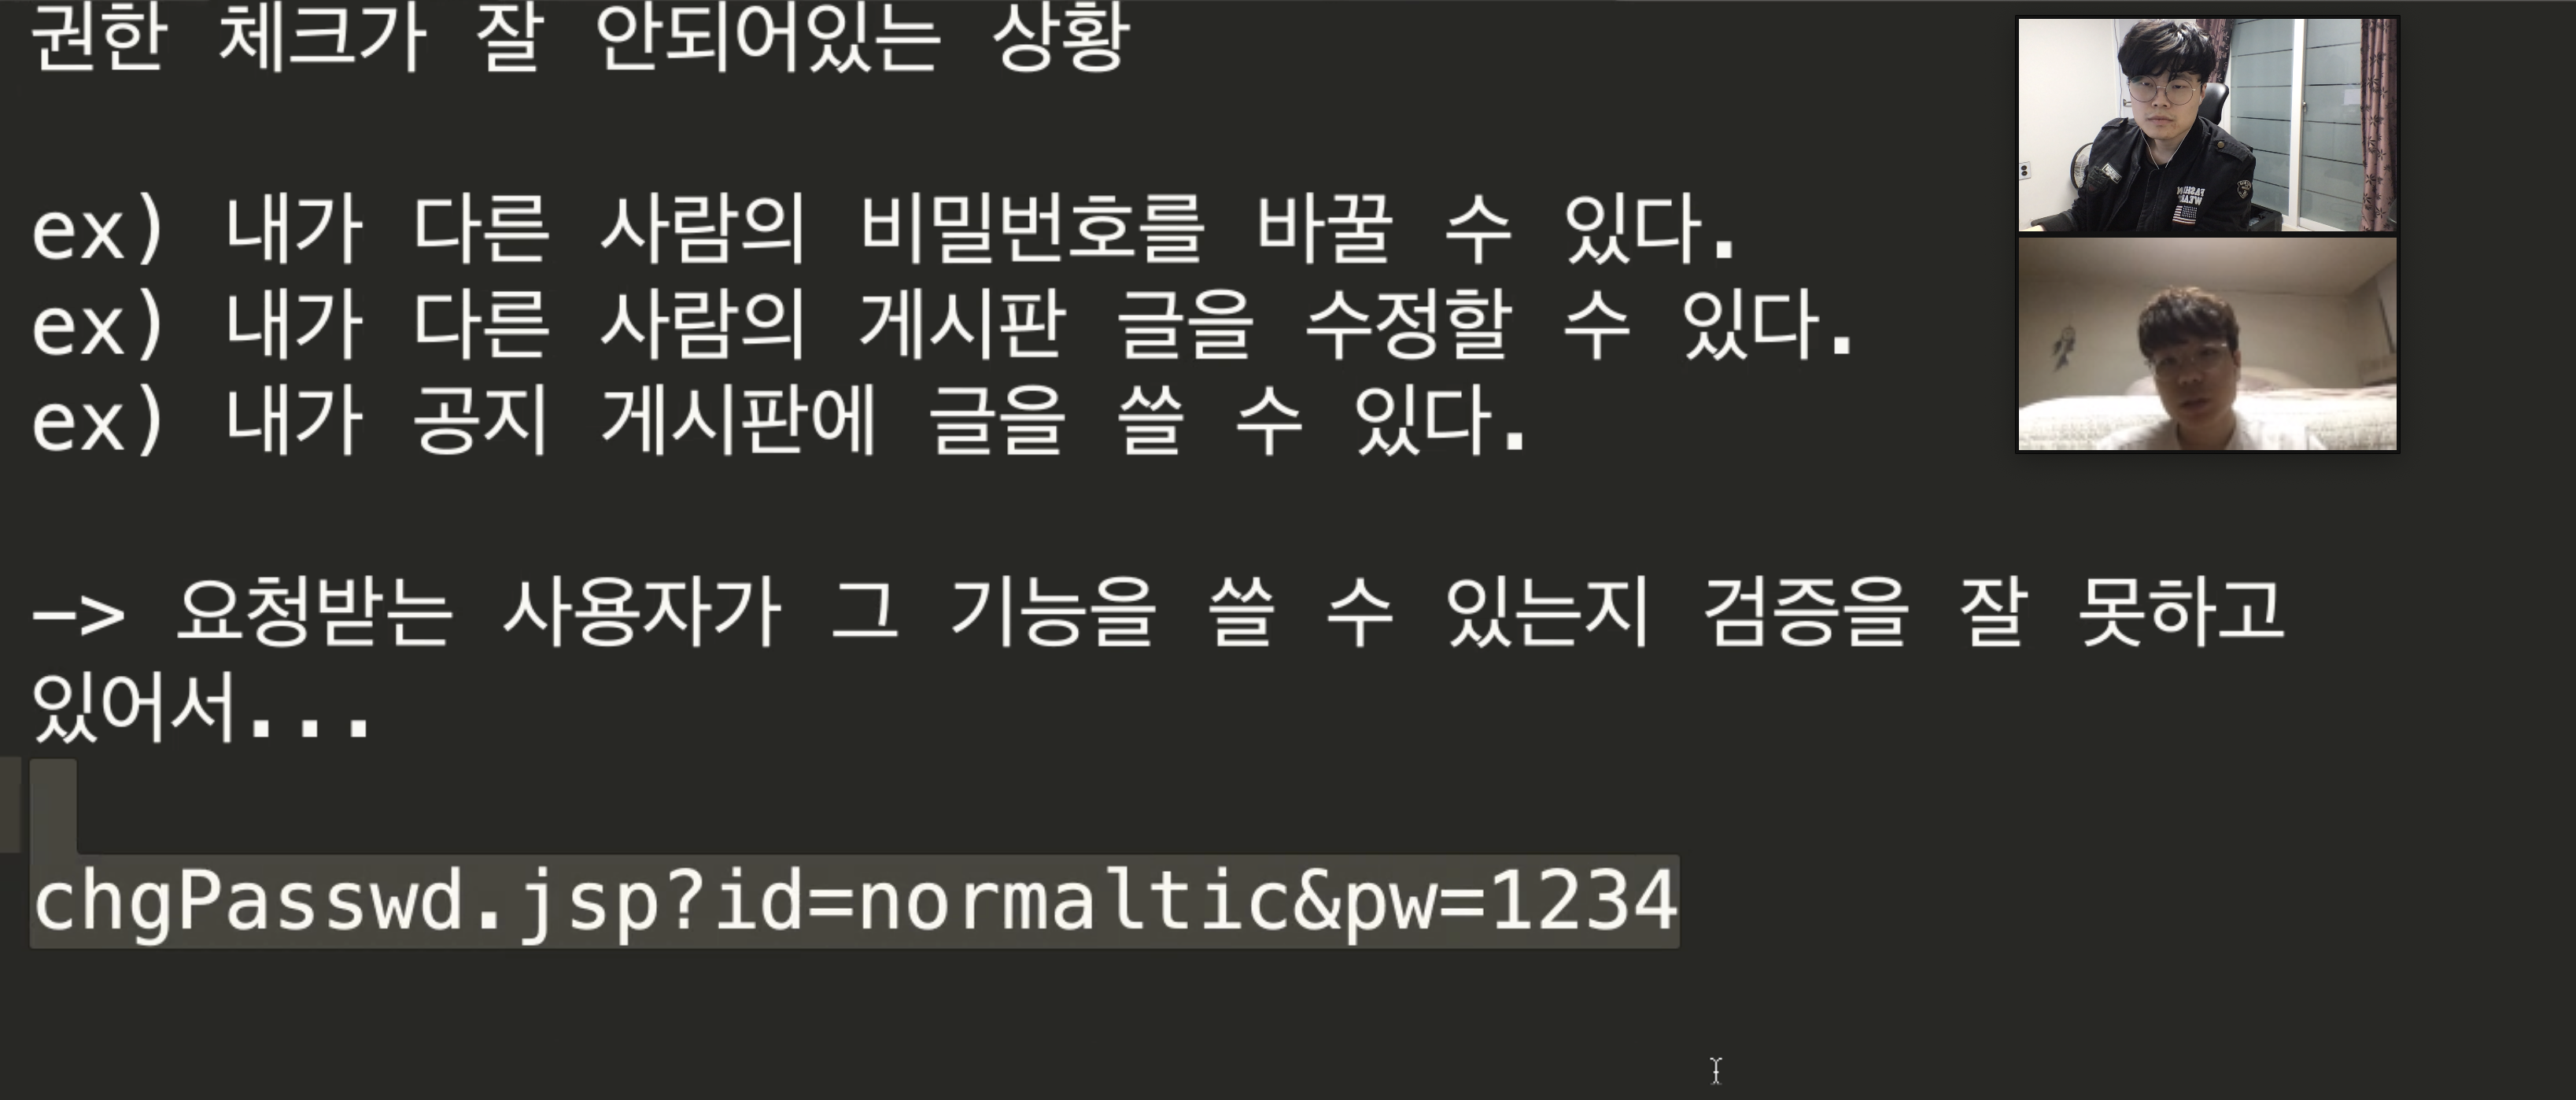 권한 체크가 잘 안되어있는 상황
ex) 내가 다른 사람의 비밀번호를 바꿀 수 있다.
ex) 내가 다른 사람의 게시판 글을 수정할 수 있다.
ex) 내가 공지 게시판에 글을 쓸 수 있다.
—> 요청받는 사용자가 그 기능을 쓸 수 있는지 검증을 잘 못하고
있어서...
chgPasswd.jsp?id=normaltic&pw=1234